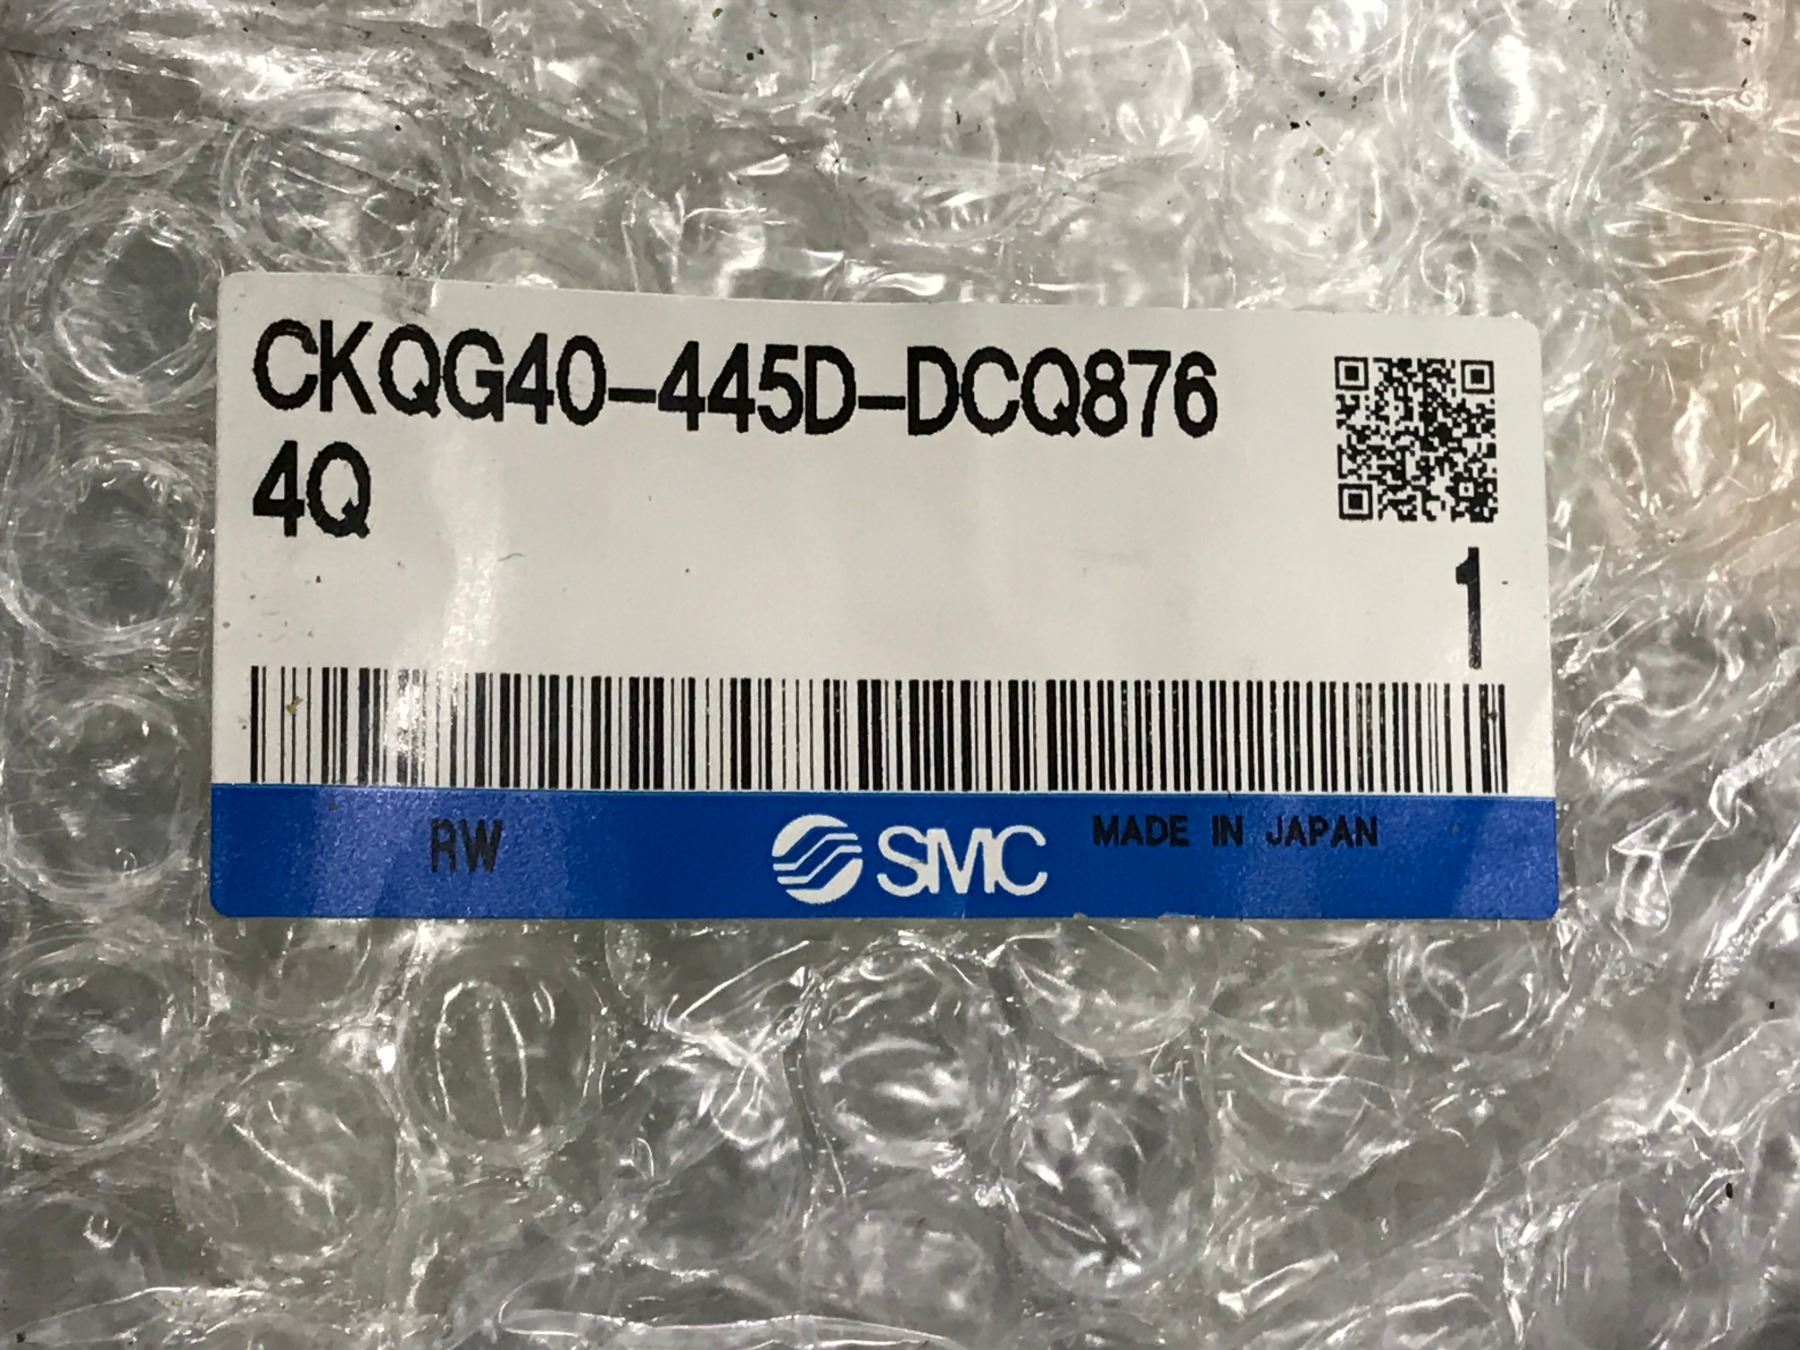 CKQG40-445D-DCQ876
4Q
1
RW
SMC
MADE IN JAPAN